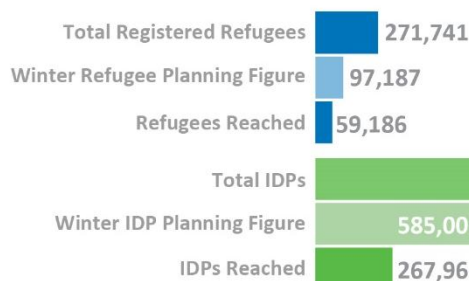 Total Registered Refugees 271,741
Winter Refugee Planning Figure 97,187
Refugees Reached 59,186
Total IDPs
Winter IDP Planning Figure 585,00
IDPs Reached 267,96